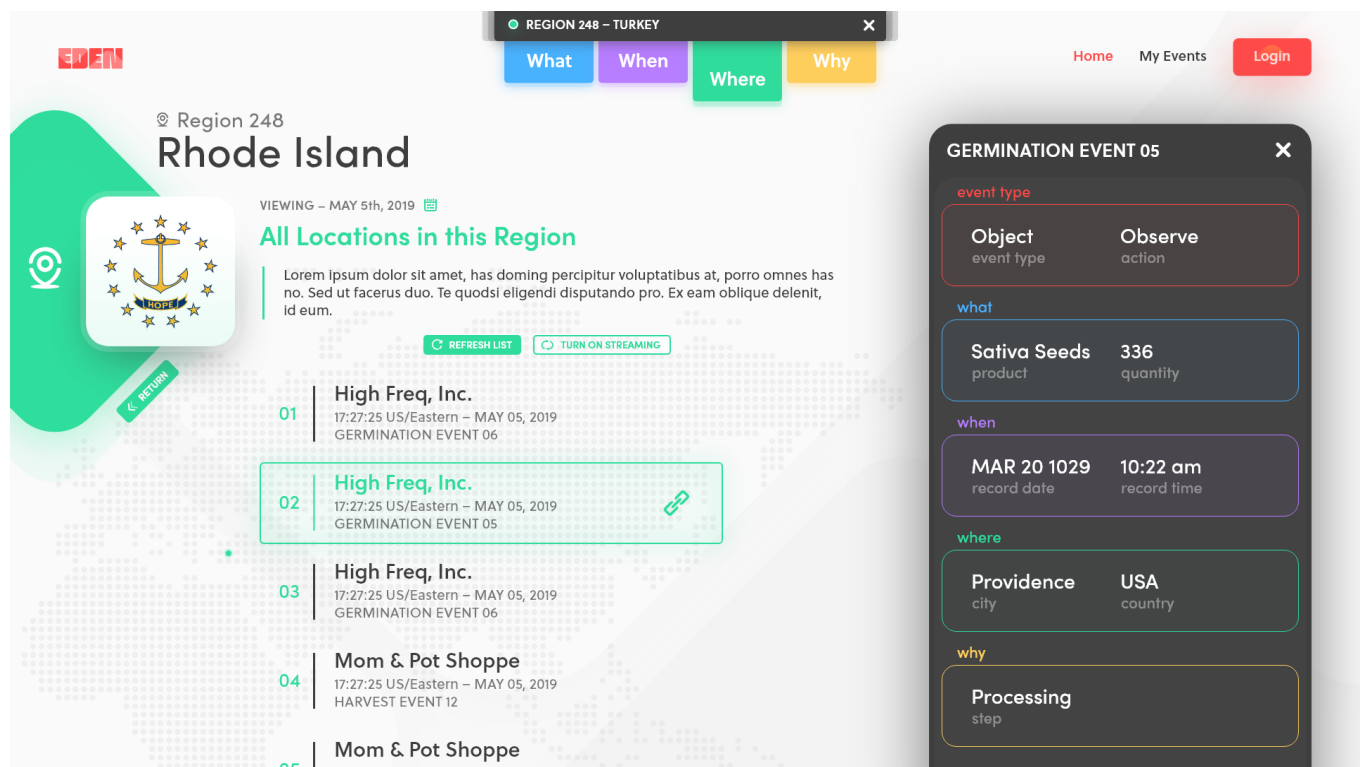 REGION 248 – TURKEY
EDEN
What
When
Where
Why
Home
My Events
Login
Region 248
Rhode Island
HOPE
VIEWING – MAY 5th, 2019
All Locations in this Region
Lorem ipsum dolor sit amet, has doming percipitur voluptatibus at, porro omnes has
no. Sed ut facerus duo. Te quodsi eligendi disputando pro. Ex eam oblique delenit,
id eum.
REFRESH LIST
TURN ON STREAMING
RETURN
01
High Freq, Inc.
17:27:25 US/Eastern – MAY 05, 2019
GERMINATION EVENT 06
02
High Freq, Inc.
17:27:25 US/Eastern – MAY 05, 2019
GERMINATION EVENT 05
03
High Freq, Inc.
17:27:25 US/Eastern – MAY 05, 2019
GERMINATION EVENT 06
04
Mom & Pot Shoppe
17:27:25 US/Eastern – MAY 05, 2019
HARVEST EVENT 12
Mom & Pot Shoppe
GERMINATION EVENT 05
event type
Object Observe
event type action
what
Sativa Seeds 336
product quantity
when
MAR 20 1029 10:22 am
record date record time
where
Providence USA
city country
why
Processing
step